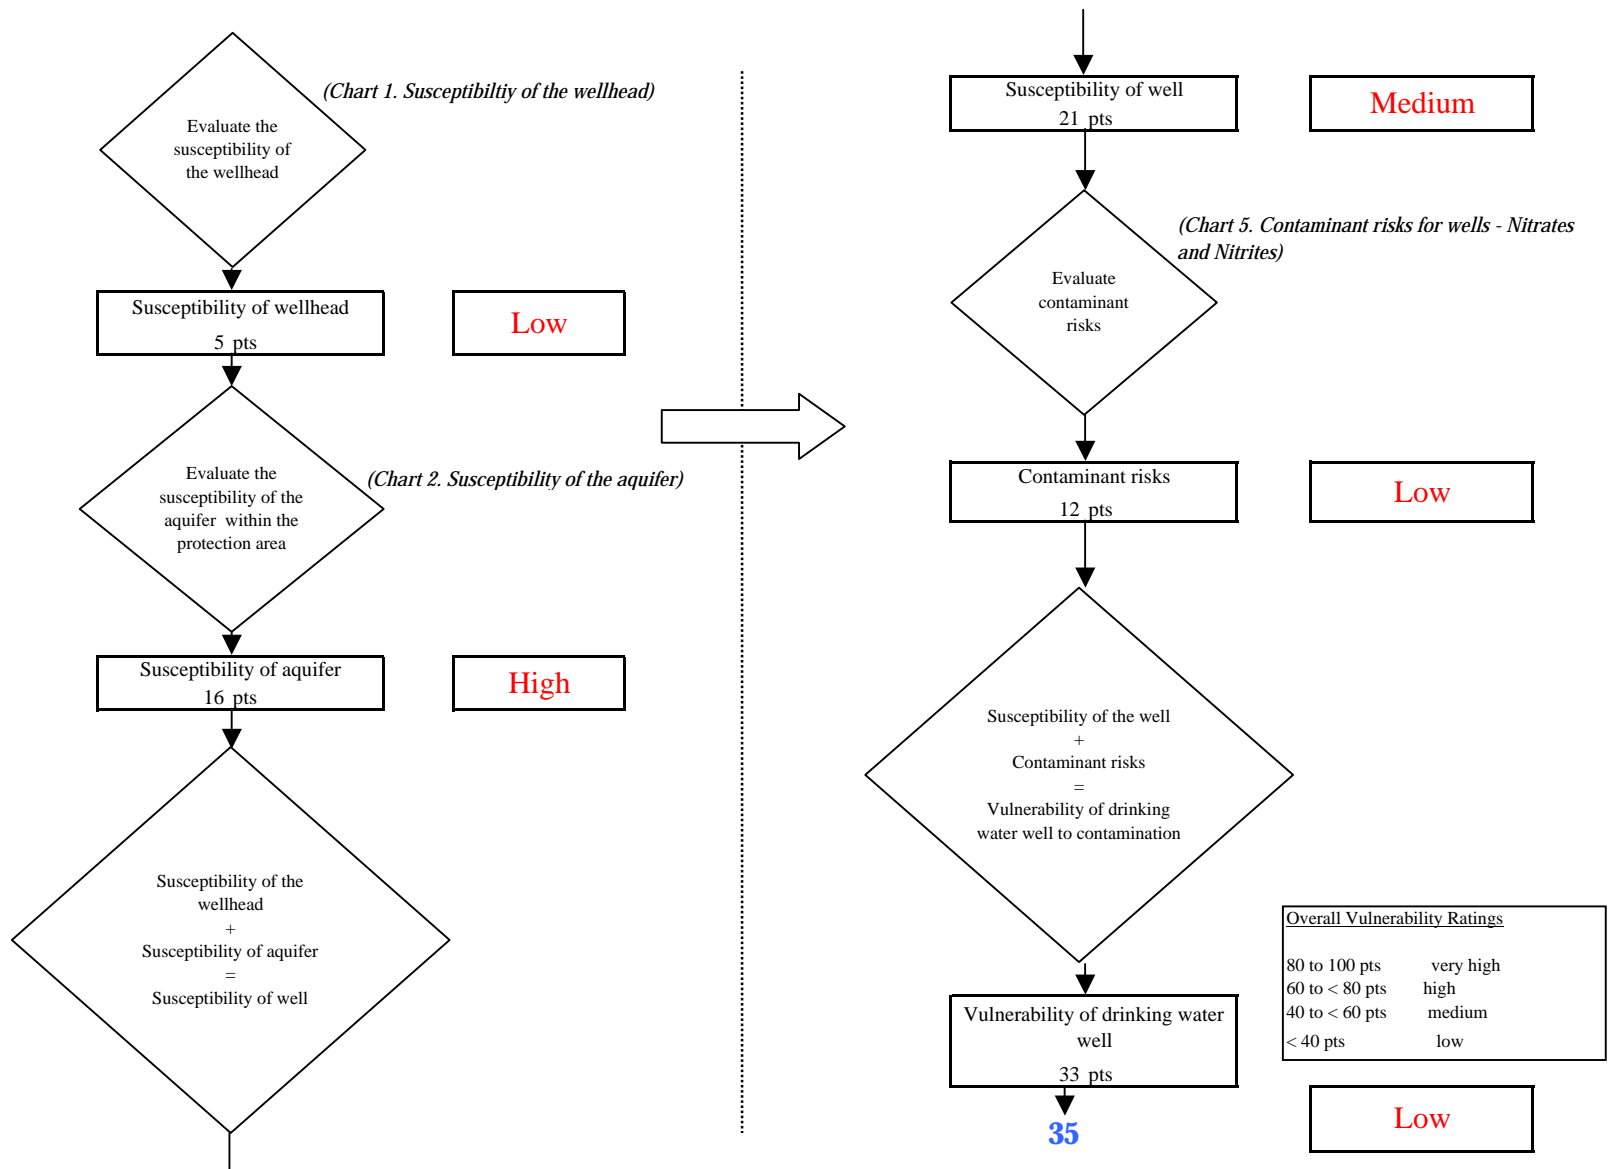 (Chart 1. Susceptibiltiy of the wellhead)
Evaluate the
susceptibility of
the wellhead
Susceptibility of wellhead
5 pts
Low
Evaluate the
susceptibility of the
aquifer within the
protection area
(Chart 2. Susceptibility of the aquifer)
Susceptibility of aquifer
16 pts
High
Susceptibility of the
wellhead
+
Susceptibility of aquifer
=
Susceptibility of well
Susceptibility of well
21 pts
Medium
(Chart 5. Contaminant risks for wells - Nitrates
and Nitrites)
Evaluate
contaminant
risks
Contaminant risks
12 pts
Low
Susceptibility of the well
+
Contaminant risks
=
Vulnerability of drinking
water well to contamination
Overall Vulnerability Ratings
80 to 100 pts very high
60 to < 80 pts high
40 to < 60 pts medium
< 40 pts low
Vulnerability of drinking water
well
33 pts
35
Low